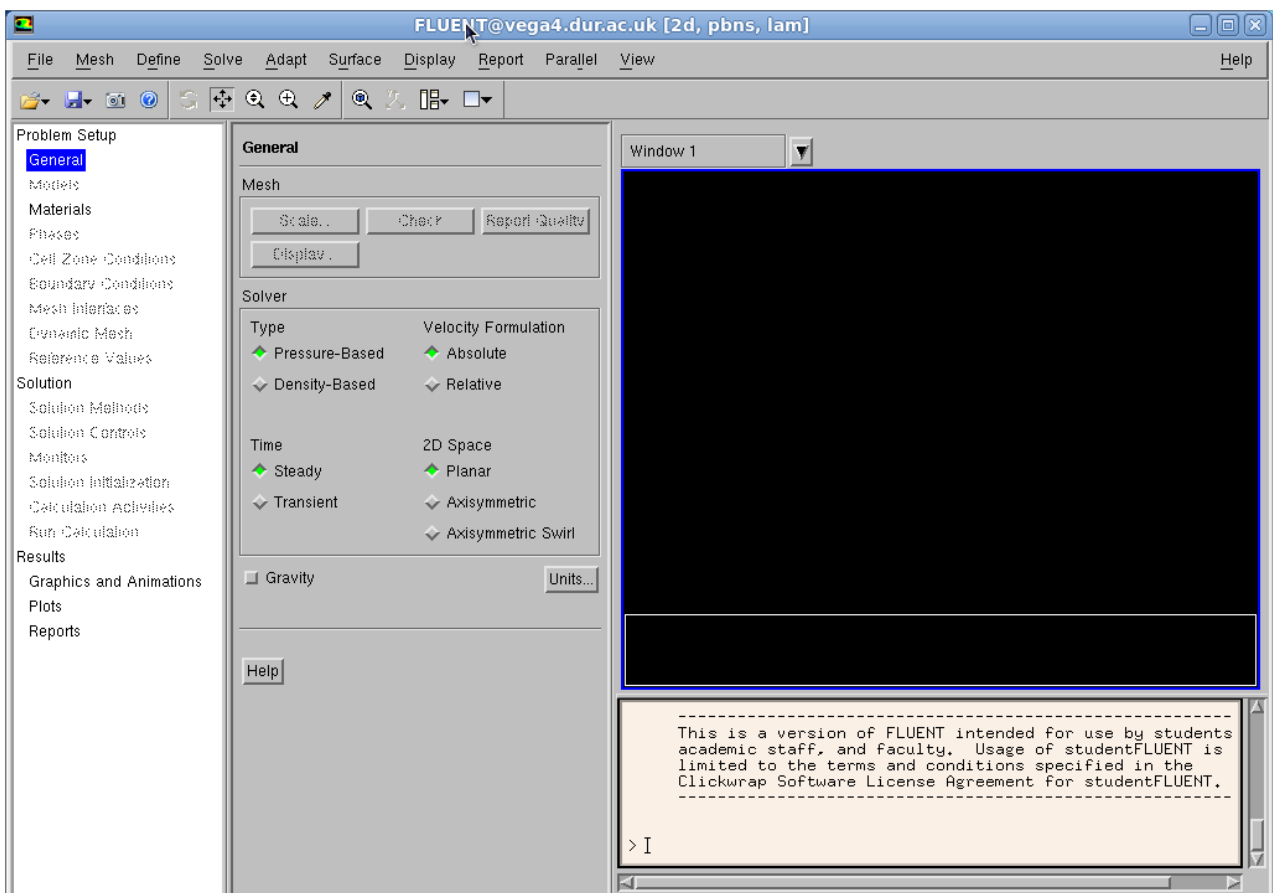 FLUENT@vega4.dur.ac.uk [2d, pbns, lam]
File Mesh Define Solve Adapt Surface Display Report Parallel View Help
Problem Setup
General
Models
Materials
Phases
Cell Zone Conditions
Boundary Conditions
Mesh Interfaces
Dynamic Mesh
Reference Values
Solution
Solution Methods
Solution Controls
Monitors
Solution Initialization
Calculation Activities
Run Calculation
Results
Graphics and Animations
Plots
Reports
General
Mesh
Scale... Check Report Quality
Display...
Solver
Type Velocity Formulation
Pressure-Based Absolute
Density-Based Relative
Time 2D Space
Steady Planar
Transient Axisymmetric
Axisymmetric Swirl
Gravity Units...
Help
Window 1
------------------------------------------------------
This is a version of FLUENT intended for use by students
academic staff, and faculty. Usage of studentFLUENT is
limited to the terms and conditions specified in the
Clickwrap Software License Agreement for studentFLUENT.
------------------------------------------------------
>